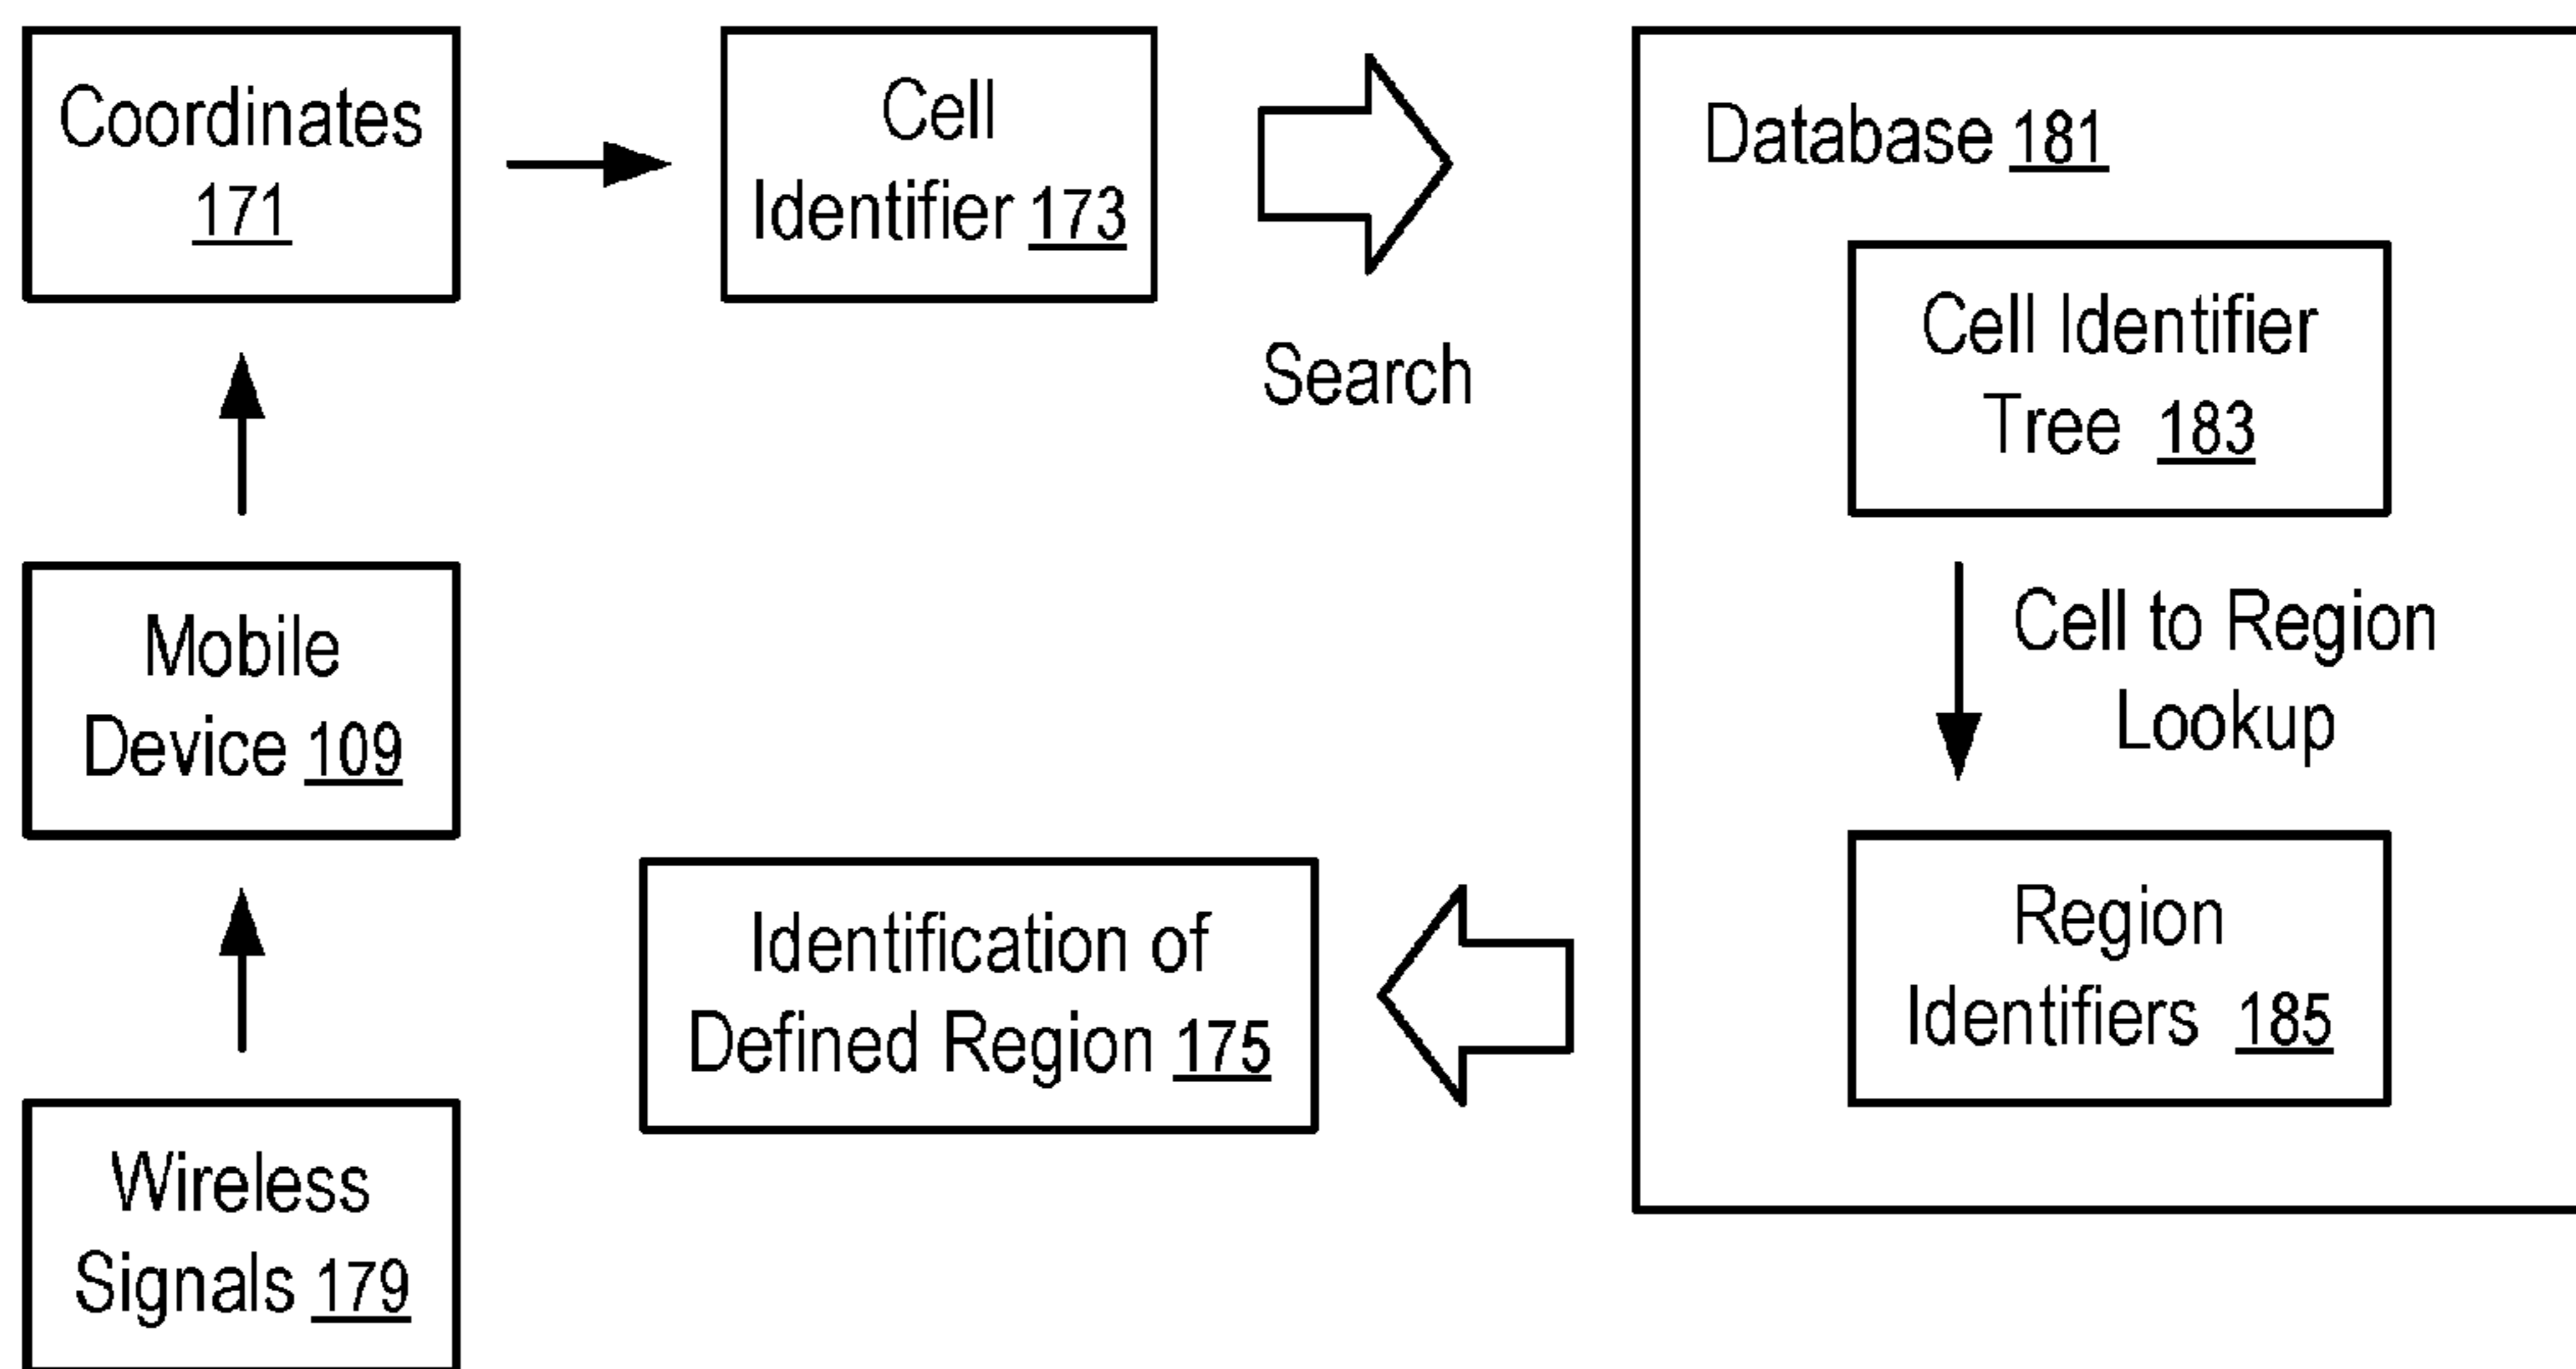 Coordinates
171
Cell
Identifier 173
Search
Database 181
Cell Identifier
Tree 183
Cell to Region
Lookup
Region
Identifiers 185
Identification of
Defined Region 175
Mobile
Device 109
Wireless
Signals 179